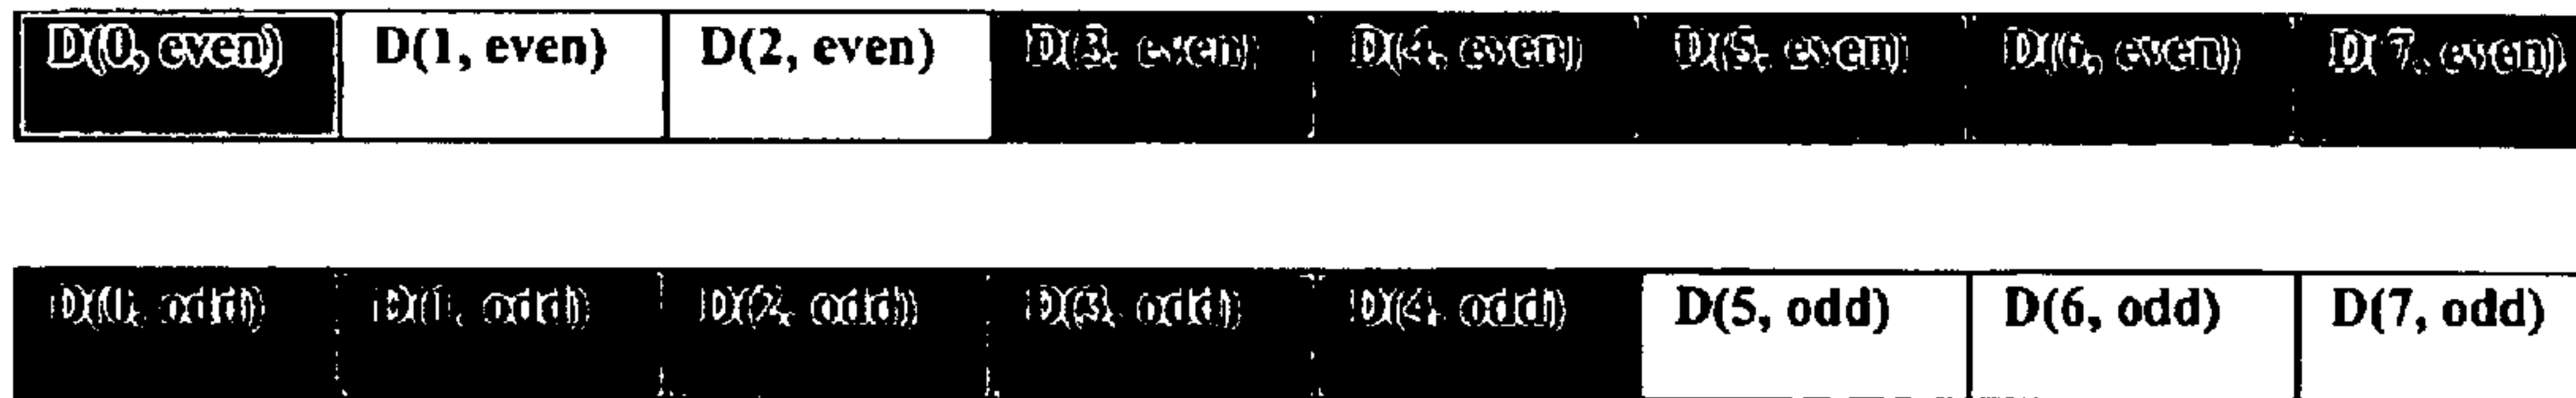 D(0, even) D(1, even) D(2, even) D(3, even) D(4, even) D(5, even) D(6, even) D(7, even)
D(0, odd) D(1, odd) D(2, odd) D(3, odd) D(4, odd) D(5, odd) D(6, odd) D(7, odd)